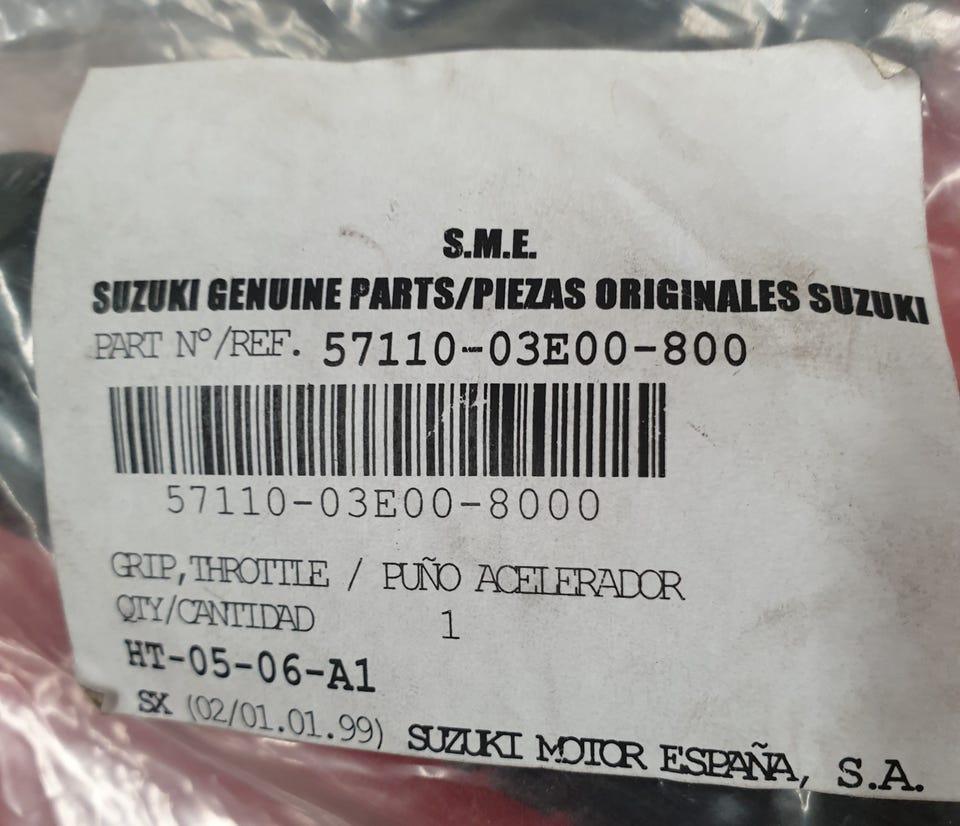 S.M.E.
SUZUKI GENUINE PARTS/PIEZAS ORIGINALES SUZUKI
PART Nº/REF. 57110-03E00-800
57110-03E00-8000
GRIP,THROTTLE / PUÑO ACELERADOR
QTY/CANTIDAD 1
HT-05-06-A1
SX (02/01.01.99) SUZUKI MOTOR ESPAÑA, S.A.